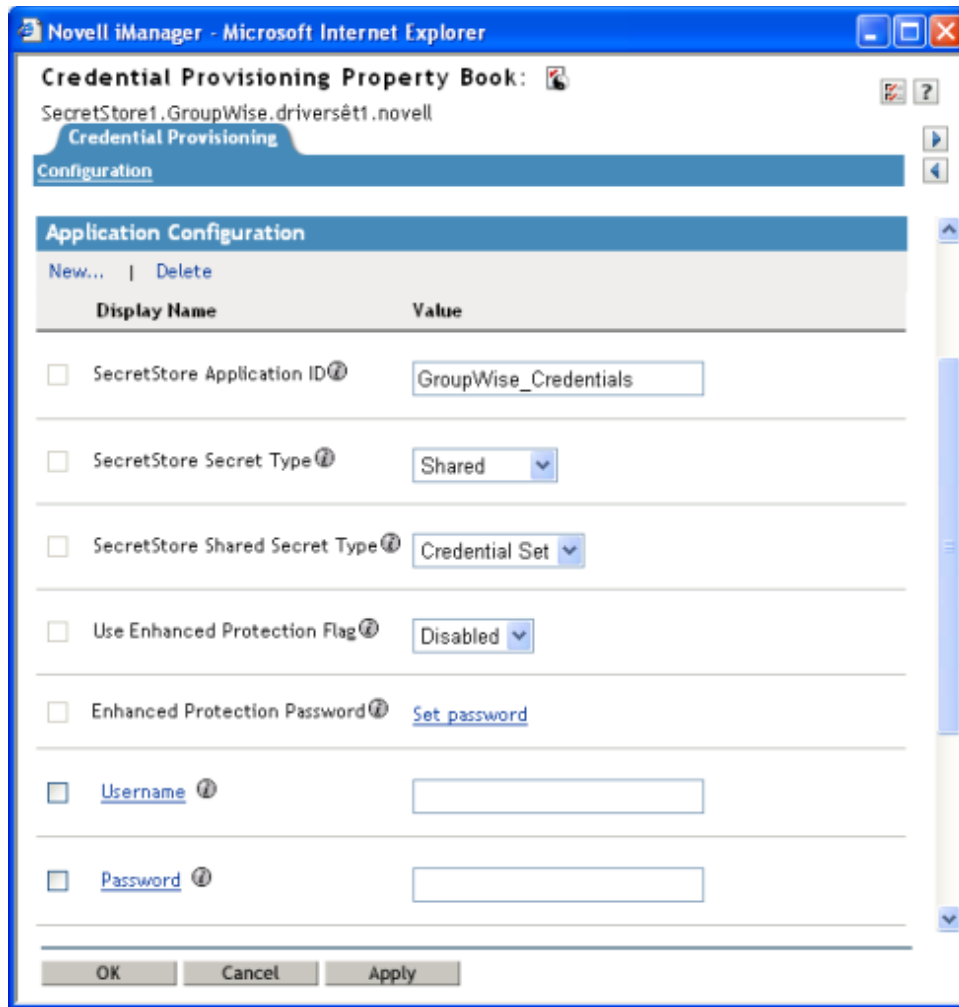 Novell iManager - Microsoft Internet Explorer
Credential Provisioning Property Book:
SecretStore1.GroupWise.driversêt1.novell
Credential Provisioning
Configuration
Application Configuration
New... | Delete
Display Name Value
SecretStore Application ID GroupWise_Credentials
SecretStore Secret Type Shared
SecretStore Shared Secret Type Credential Set
Use Enhanced Protection Flag Disabled
Enhanced Protection Password Set password
Username
Password
OK Cancel Apply